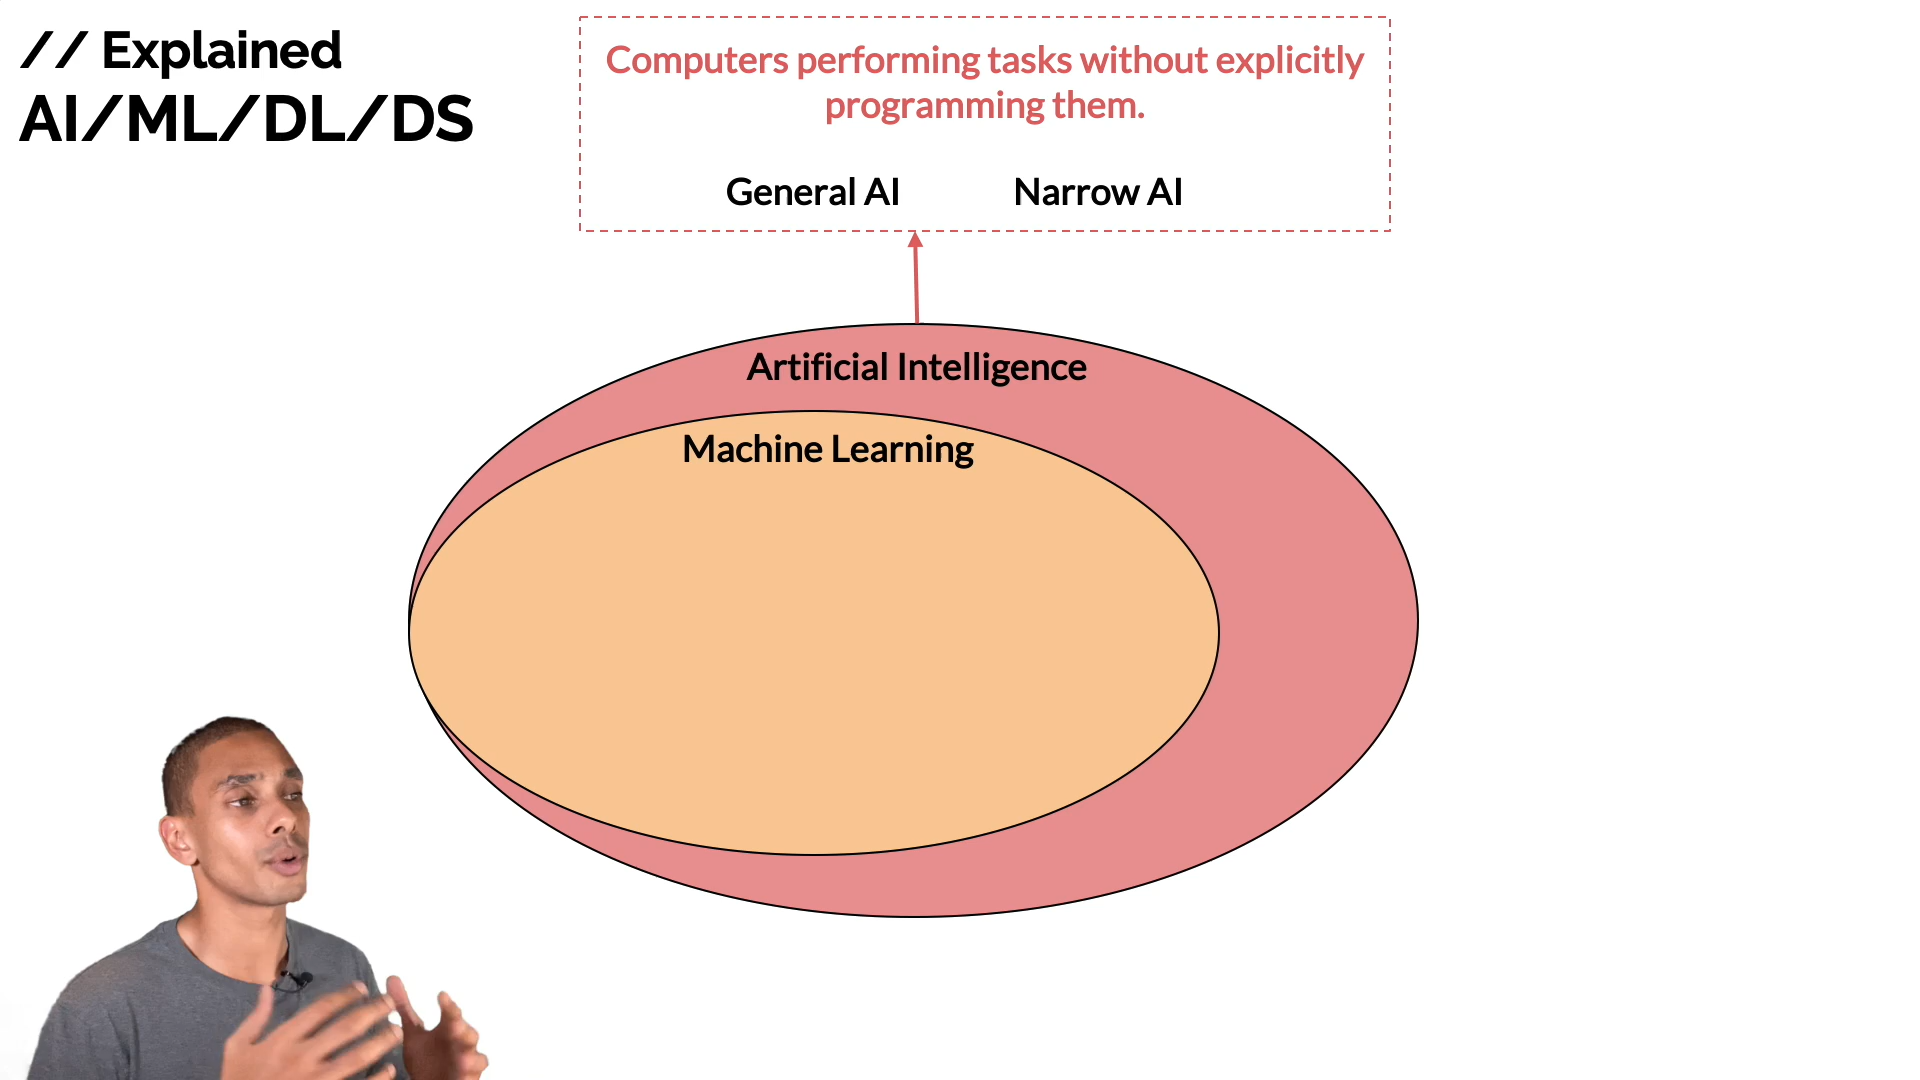 // Explained
AI/ML/DL/DS
Computers performing tasks without explicitly
programming them.
General AI Narrow AI
Artificial Intelligence
Machine Learning